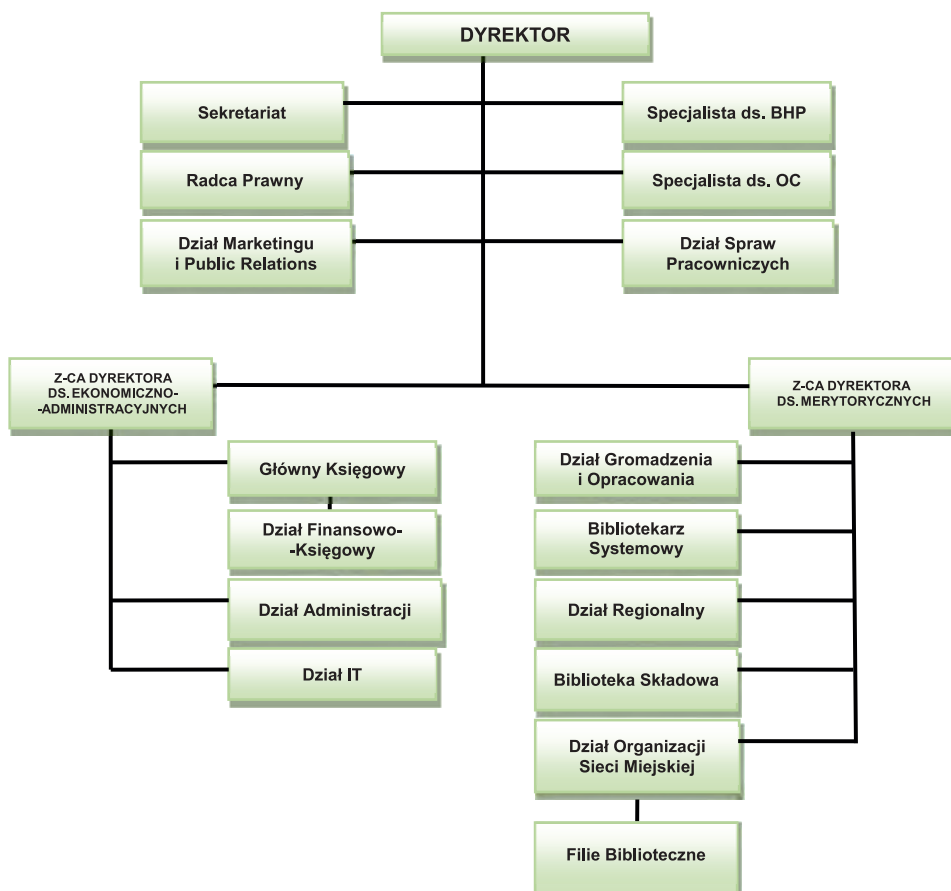 DYREKTOR
Sekretariat
Specjalista ds. BHP
Radca Prawny
Specjalista ds. OC
Dział Marketingu
i Public Relations
Dział Spraw
Pracowniczych
Z-CA DYREKTORA
DS. EKONOMICZNO-
-ADMINISTRACYJNYCH
Z-CA DYREKTORA
DS. MERYTORYCZNYCH
Główny Księgowy
Dział Finansowo-
-Księgowy
Dział Administracji
Dział IT
Dział Gromadzenia
i Opracowania
Bibliotekarz
Systemowy
Dział Regionalny
Biblioteka Składowa
Dział Organizacji
Sieci Miejskiej
Filie Biblioteczne